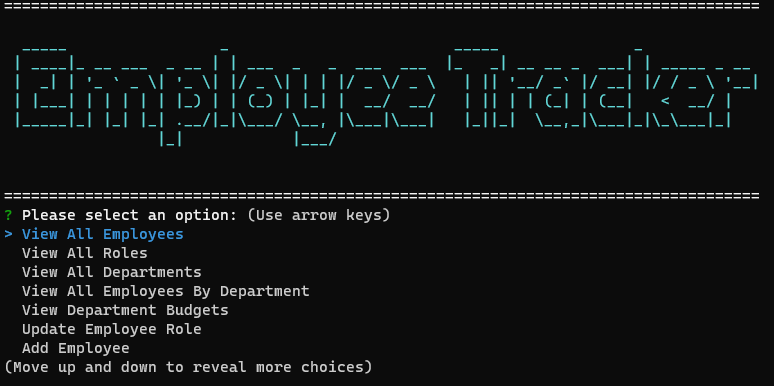 Employee Tracker
? Please select an option: (Use arrow keys)
> View All Employees
View All Roles
View All Departments
View All Employees By Department
View Department Budgets
Update Employee Role
Add Employee
(Move up and down to reveal more choices)